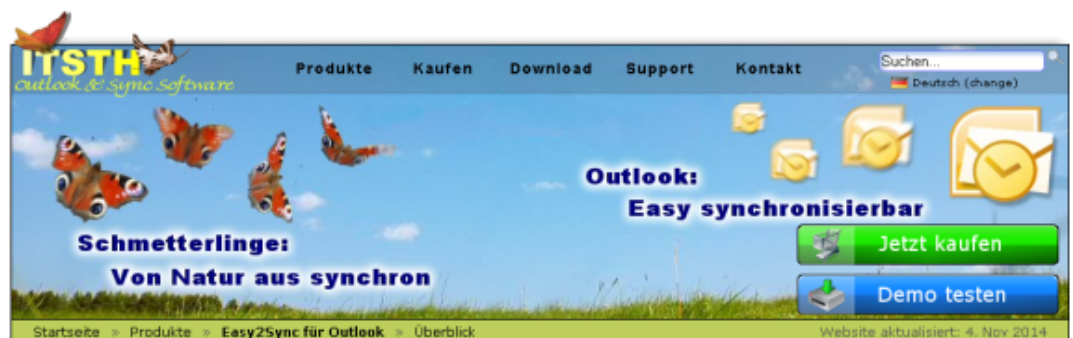 ITSTH
Outlook & Sync Software
Produkte Kaufen Download Support Kontakt
Suchen...
Deutsch (change)
Outlook:
Easy synchronisierbar
Schmetterlinge:
Von Natur aus synchron
Jetzt kaufen
Demo testen
Startseite » Produkte » Easy2Sync für Outlook » Überblick
Website aktualisiert: 4. Nov 2014